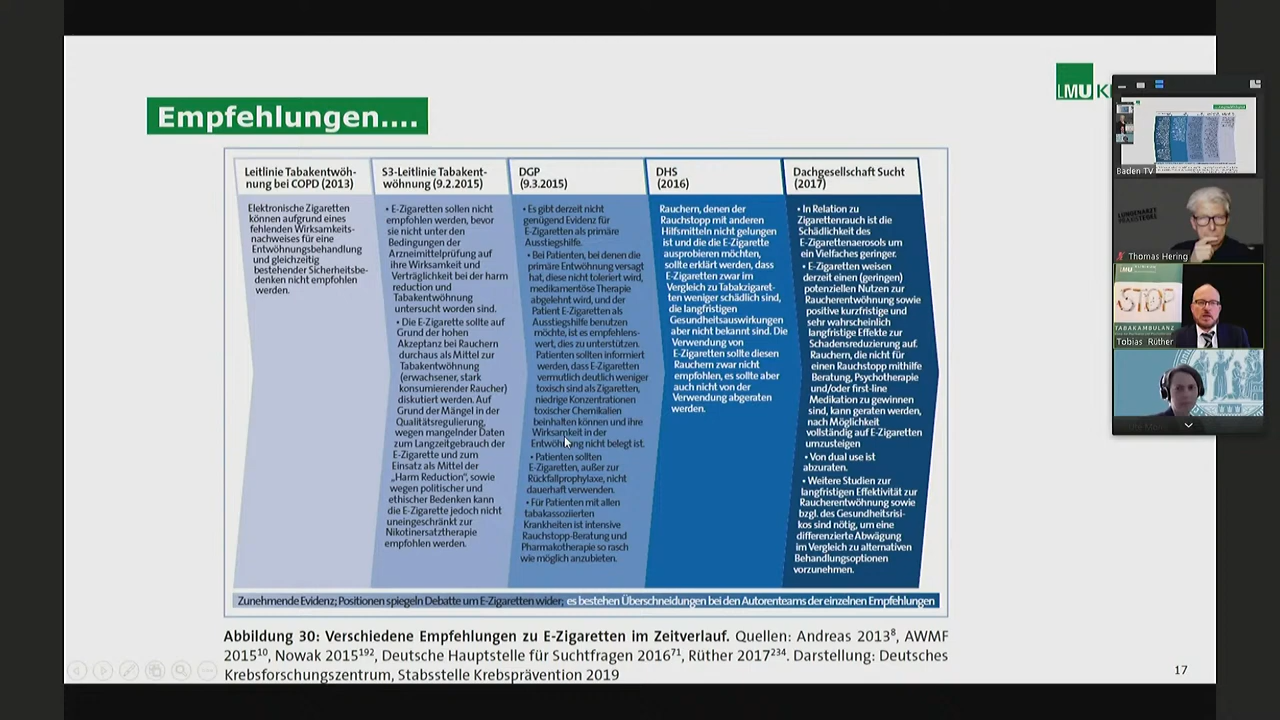 LMU K
Empfehlungen....
Leitlinie Tabakentwöh-
nung bei COPD (2013)
Elektronische Zigaretten
können aufgrund eines
fehlenden Wirksamkeits-
nachweises für eine
Entwöhnungsbehandlung
und gleichzeitig
bestehender Sicherheitsbe-
denken nicht empfohlen
werden.
S3-Leitlinie Tabakent-
wöhnung (9.2.2015)
• E-Zigaretten sollen nicht
empfohlen werden, bevor
sie nicht unter den
Bedingungen der
Arzneimittelprüfung auf
ihre Wirksamkeit und
Verträglichkeit bei der harm
reduction und
Tabakentwöhnung
untersucht worden sind.
• Die E-Zigarette sollte auf
Grund der hohen
Akzeptanz bei Rauchern
durchaus als Mittel zur
Tabakentwöhnung
(erwachsener, stark
konsumierender Raucher)
diskutiert werden. Auf
Grund der Mängel in der
Qualitätsregulierung,
wegen mangelnder Daten
zum Langzeitgebrauch der
E-Zigarette und zum
Einsatz als Mittel der
„Harm Reduction“, sowie
wegen politischer und
ethischer Bedenken kann
die E-Zigarette jedoch nicht
uneingeschränkt zur
Nikotinersatztherapie
empfohlen werden.
DGP
(9.3.2015)
• Es gibt derzeit nicht
genügend Evidenz für
E-Zigaretten als primäre
Ausstiegshilfe.
• Bei Patienten, bei denen die
primäre Entwöhnung versagt
hat, diese nicht toleriert wird,
medikamentöse Therapie
abgelehnt wird, und der
Patient E-Zigaretten als
Ausstiegshilfe benutzen
möchte, ist es empfehlens-
wert, dies zu unterstützen.
Patienten sollten informiert
werden, dass E-Zigaretten
vermutlich deutlich weniger
toxisch sind als Zigaretten,
niedrige Konzentrationen
toxischer Chemikalien
beinhalten können und ihre
Wirksamkeit in der
Entwöhnung nicht belegt ist.
• Patienten sollten
E-Zigaretten, außer zur
Rückfallprophylaxe, nicht
dauerhaft verwenden.
• Für Patienten mit allen
tabakassoziierten
Krankheiten ist intensive
Rauchstopp-Beratung und
Pharmakotherapie so rasch
wie möglich anzubieten.
DHS
(2016)
Rauchern, denen der
Rauchstopp mit anderen
Hilfsmitteln nicht gelungen
ist und die die E-Zigarette
ausprobieren möchten,
sollte erklärt werden, dass
E-Zigaretten zwar im
Vergleich zu Tabakzigaret-
ten weniger schädlich sind,
die langfristigen
Gesundheitsauswirkungen
aber nicht bekannt sind. Die
Verwendung von
E-Zigaretten sollte diesen
Rauchern zwar nicht
empfohlen, es sollte aber
auch nicht von der
Verwendung abgeraten
werden.
Dachgesellschaft Sucht
(2017)
• In Relation zu
Zigarettenrauch ist die
Schädlichkeit des
E-Zigarettenaerosols um
ein Vielfaches geringer.
• E-Zigaretten weisen
derzeit einen (geringen)
potenziellen Nutzen zur
Raucherentwöhnung sowie
positive kurzfristige und
sehr wahrscheinlich
langfristige Effekte zur
Schadensreduzierung auf.
Rauchern, die nicht für
einen Rauchstopp mithilfe
Beratung, Psychotherapie
und/oder first-line
Medikation zu gewinnen
sind, kann geraten werden,
nach Möglichkeit
vollständig auf E-Zigaretten
umzusteigen
• Von dual use ist
abzuraten.
• Weitere Studien zur
langfristigen Effektivität zur
Raucherentwöhnung sowie
bzgl. des Gesundheitsrisi-
kos sind nötig, um eine
differenzierte Abwägung
im Vergleich zu alternativen
Behandlungsoptionen
vorzunehmen.
Zunehmende Evidenz; Positionen spiegeln Debatte um E-Zigaretten wider; es bestehen Überschneidungen bei den Autorenteams der einzelnen Empfehlungen
Abbildung 30: Verschiedene Empfehlungen zu E-Zigaretten im Zeitverlauf. Quellen: Andreas 2013⁸, AWMF
2015¹⁰, Nowak 2015¹⁹², Deutsche Hauptstelle für Suchtfragen 2016⁷¹, Rüther 2017²³⁴. Darstellung: Deutsches
Krebsforschungszentrum, Stabsstelle Krebsprävention 2019
17
Baden TV
Thomas Hering
STOP
TABAKAMBULANZ
Tobias Rüther